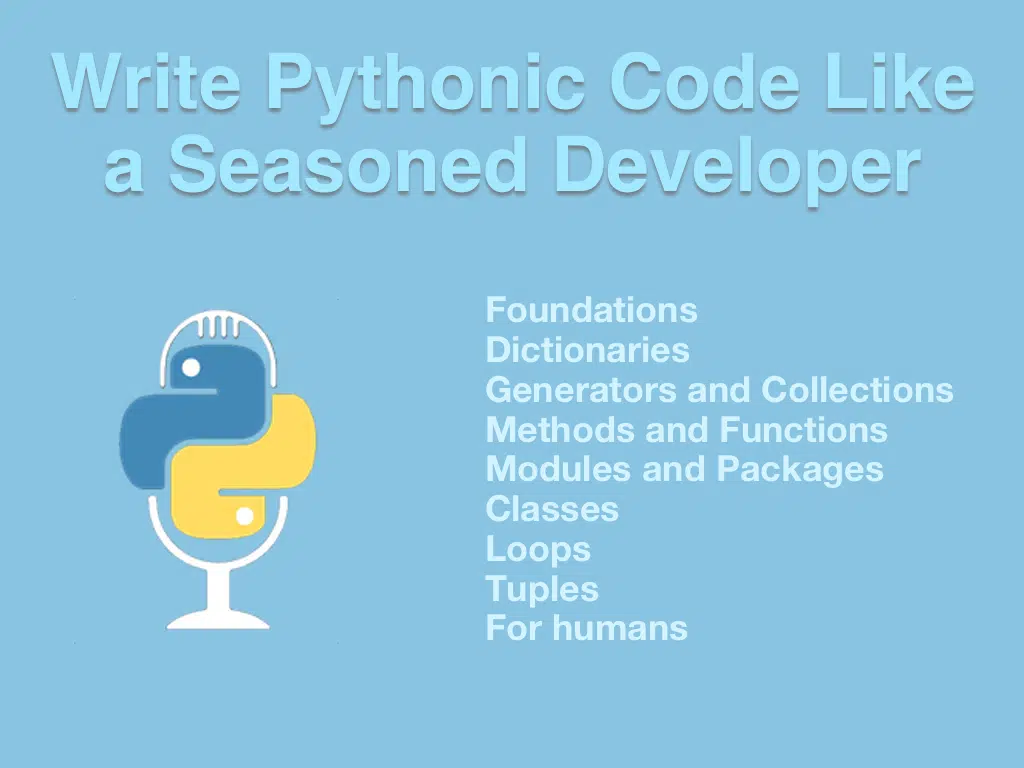 Write Pythonic Code Like
a Seasoned Developer
Foundations
Dictionaries
Generators and Collections
Methods and Functions
Modules and Packages
Classes
Loops
Tuples
For humans